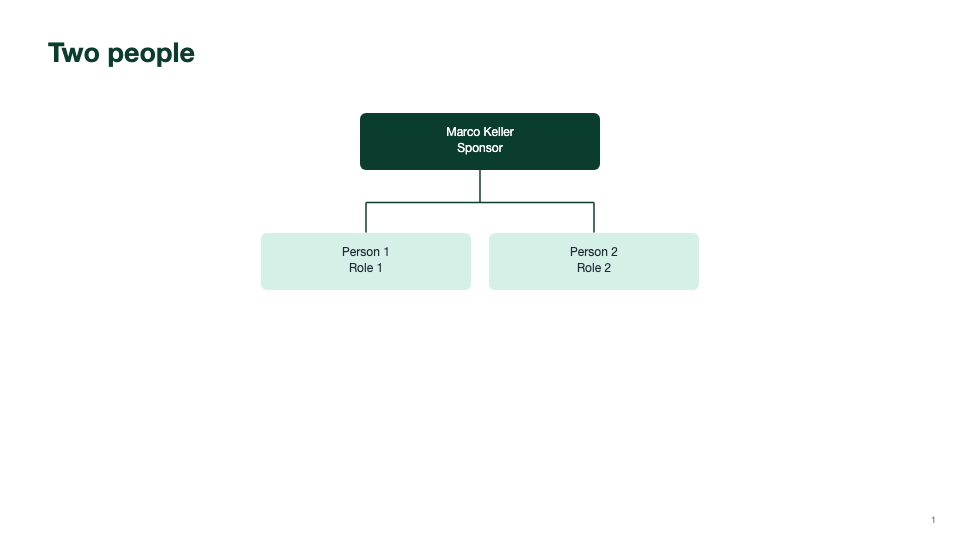 Two people
Marco Keller
Sponsor
Person 1
Role 1
Person 2
Role 2
1